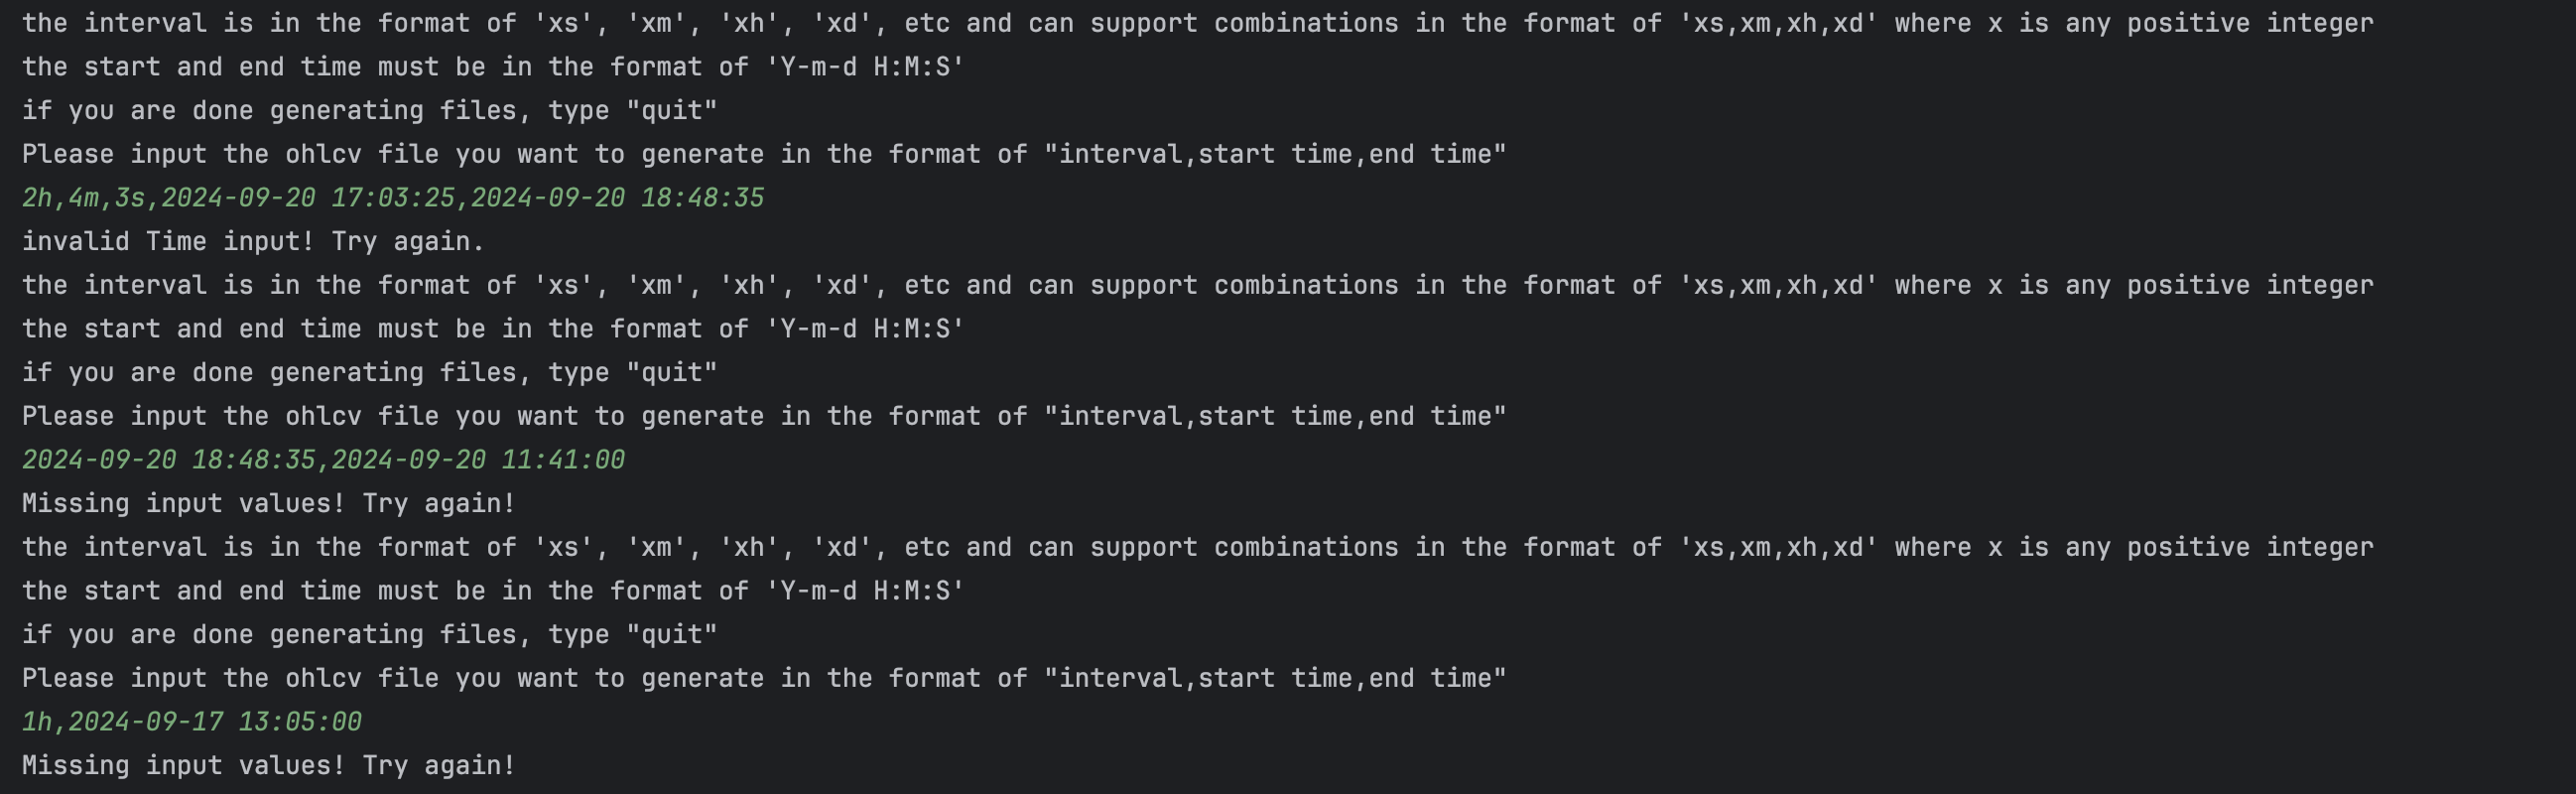 the interval is in the format of 'xs', 'xm', 'xh', 'xd', etc and can support combinations in the format of 'xs,xm,xh,xd' where x is any positive integer
the start and end time must be in the format of 'Y-m-d H:M:S'
if you are done generating files, type "quit"
Please input the ohlcv file you want to generate in the format of "interval,start time,end time"
2h,4m,3s,2024-09-20 17:03:25,2024-09-20 18:48:35
invalid Time input! Try again.
the interval is in the format of 'xs', 'xm', 'xh', 'xd', etc and can support combinations in the format of 'xs,xm,xh,xd' where x is any positive integer
the start and end time must be in the format of 'Y-m-d H:M:S'
if you are done generating files, type "quit"
Please input the ohlcv file you want to generate in the format of "interval,start time,end time"
2024-09-20 18:48:35,2024-09-20 11:41:00
Missing input values! Try again!
the interval is in the format of 'xs', 'xm', 'xh', 'xd', etc and can support combinations in the format of 'xs,xm,xh,xd' where x is any positive integer
the start and end time must be in the format of 'Y-m-d H:M:S'
if you are done generating files, type "quit"
Please input the ohlcv file you want to generate in the format of "interval,start time,end time"
1h,2024-09-17 13:05:00
Missing input values! Try again!